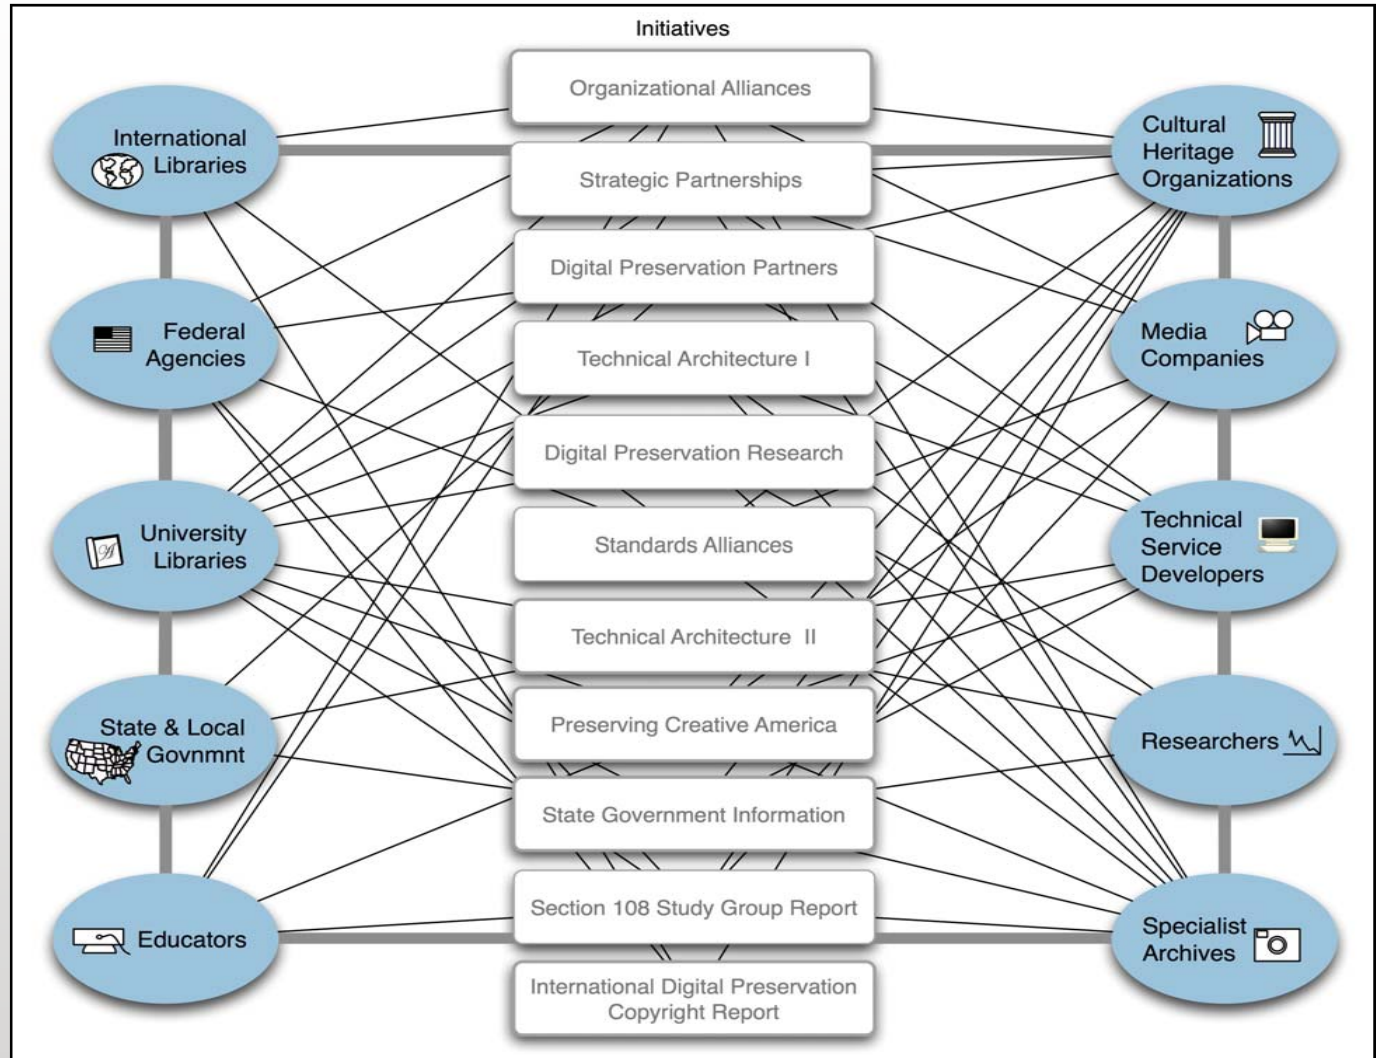 Initiatives
Organizational Alliances
Strategic Partnerships
Digital Preservation Partners
Technical Architecture I
Digital Preservation Research
Standards Alliances
Technical Architecture II
Preserving Creative America
State Government Information
Section 108 Study Group Report
International Digital Preservation
Copyright Report
International
Libraries
Federal
Agencies
University
Libraries
State & Local
Govnmnt
Educators
Cultural
Heritage
Organizations
Media
Companies
Technical
Service
Developers
Researchers
Specialist
Archives